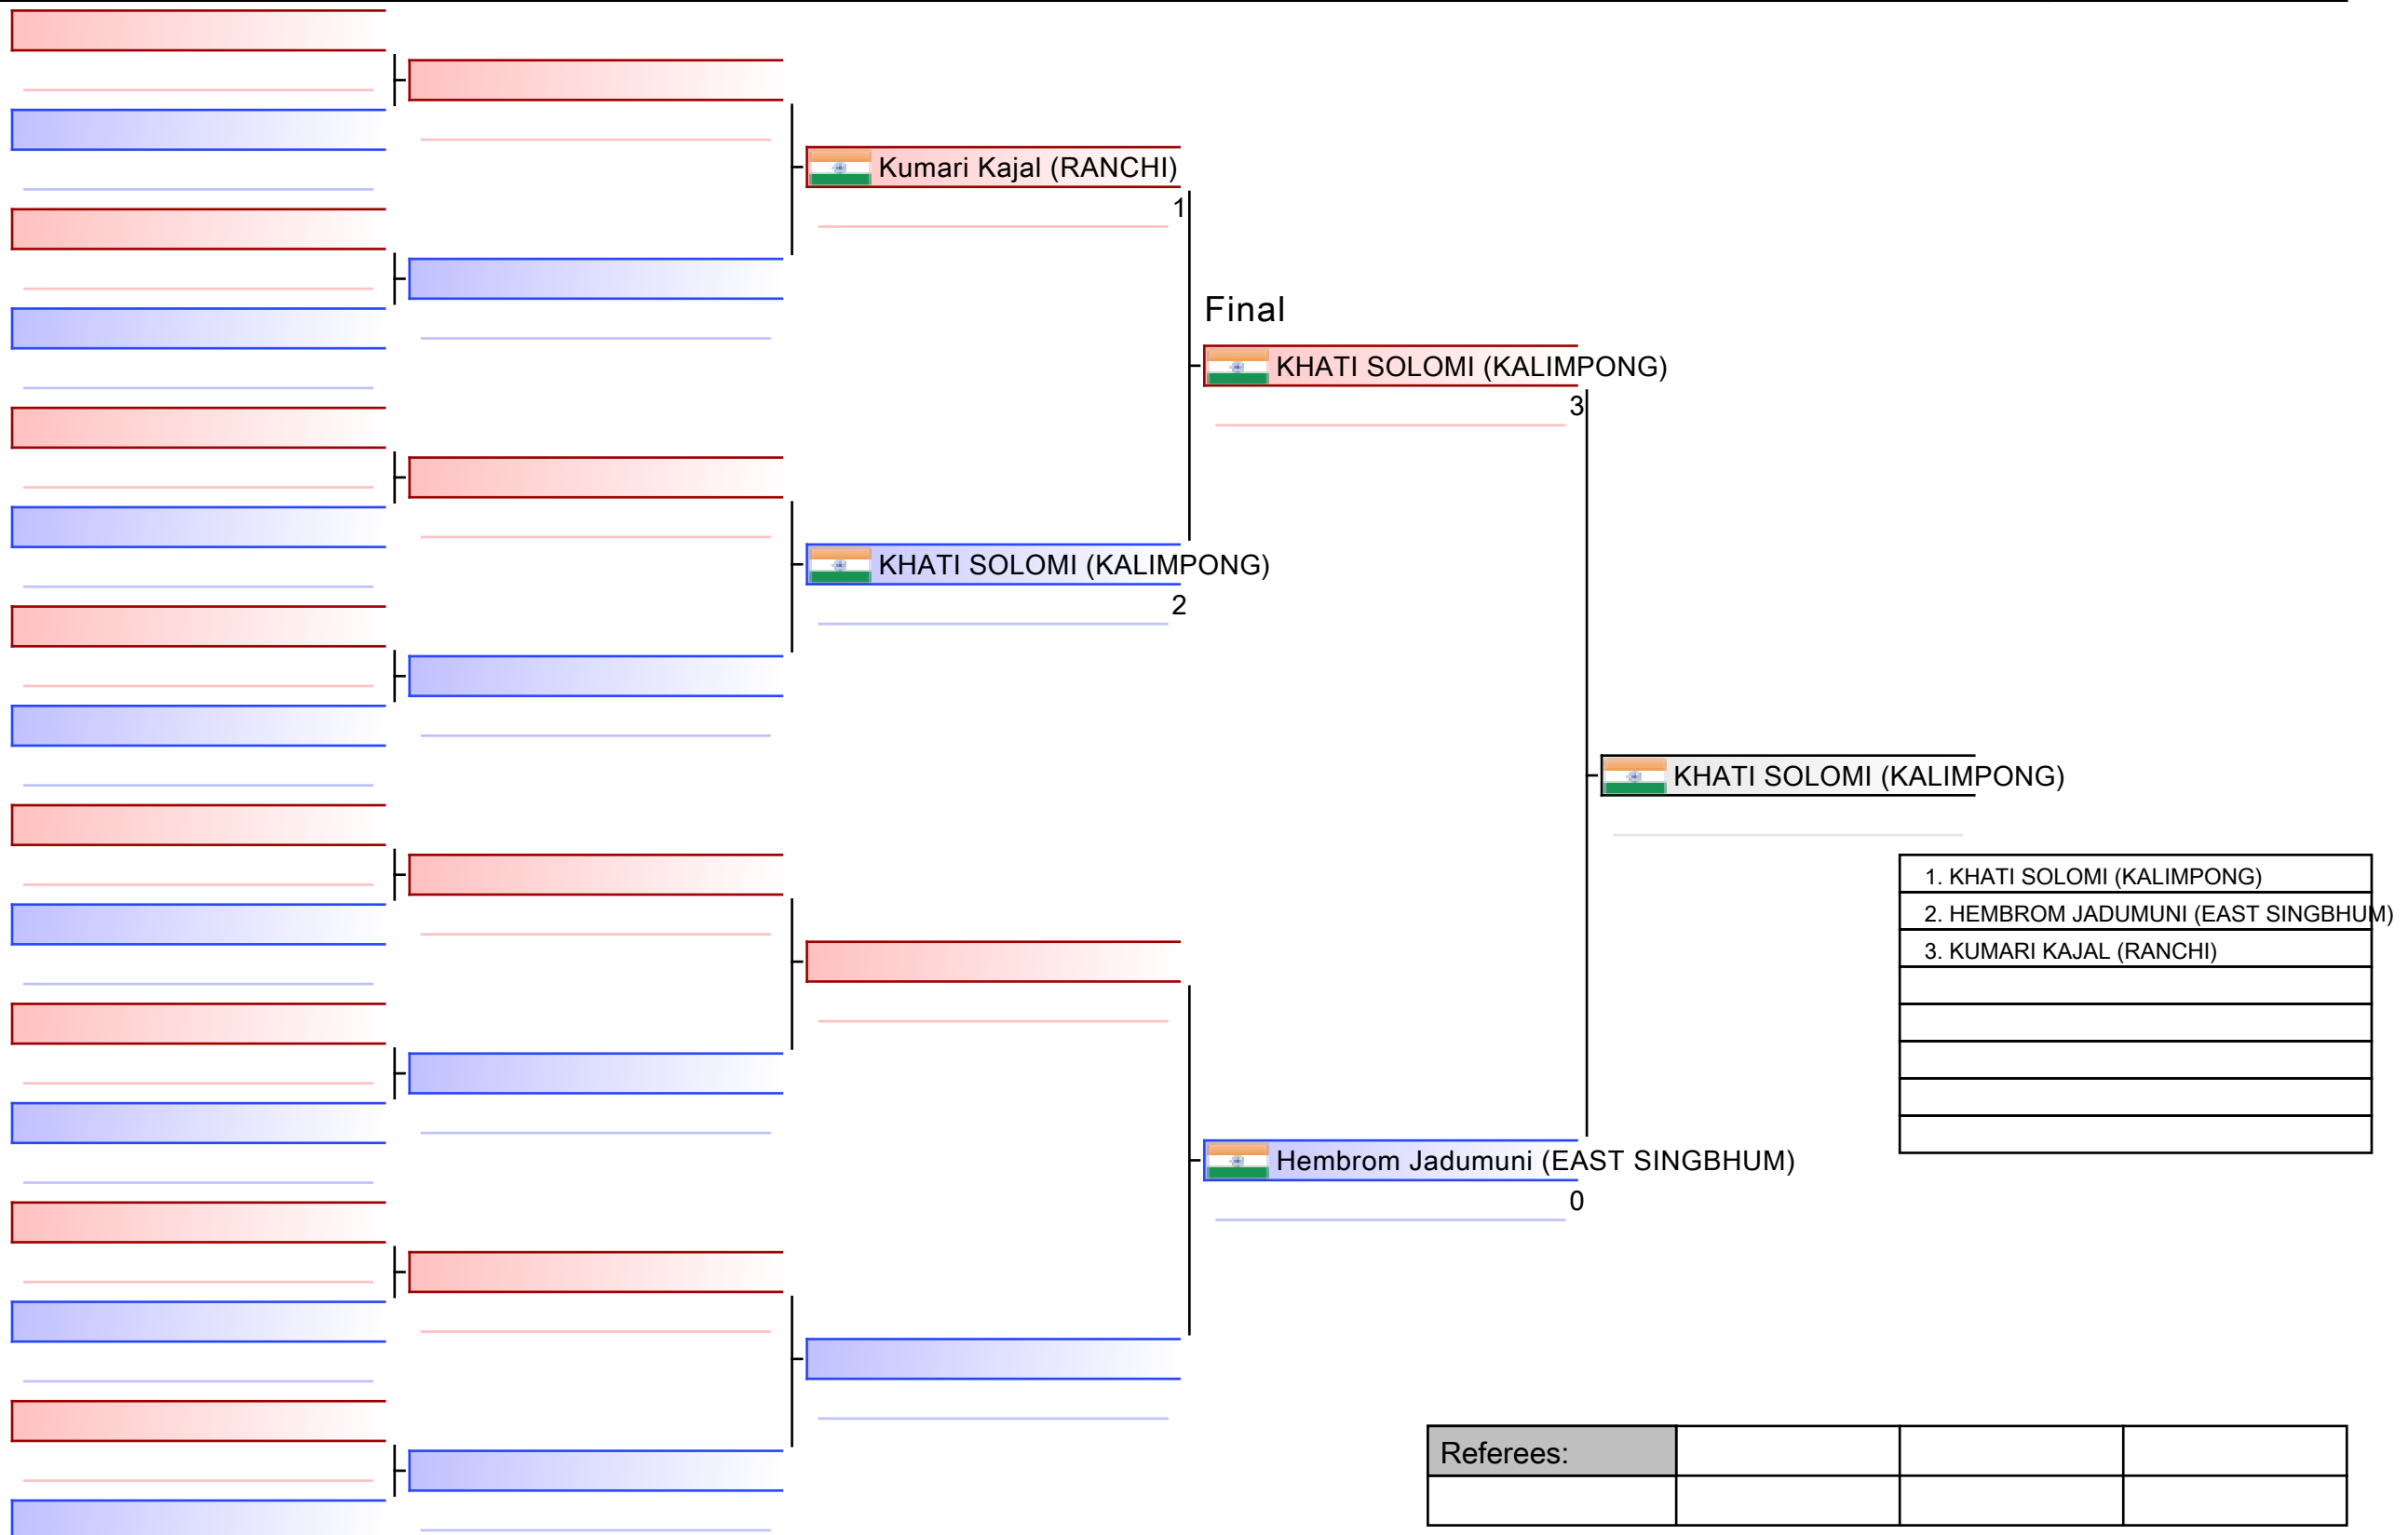 Kumari Kajal (RANCHI)
1
Final
KHATI SOLOMI (KALIMPONG)
3
KHATI SOLOMI (KALIMPONG)
2
KHATI SOLOMI (KALIMPONG)
1. KHATI SOLOMI (KALIMPONG)
2. HEMBROM JADUMUNI (EAST SINGBHUM)
3. KUMARI KAJAL (RANCHI)
Hembrom Jadumuni (EAST SINGBHUM)
0
Referees: